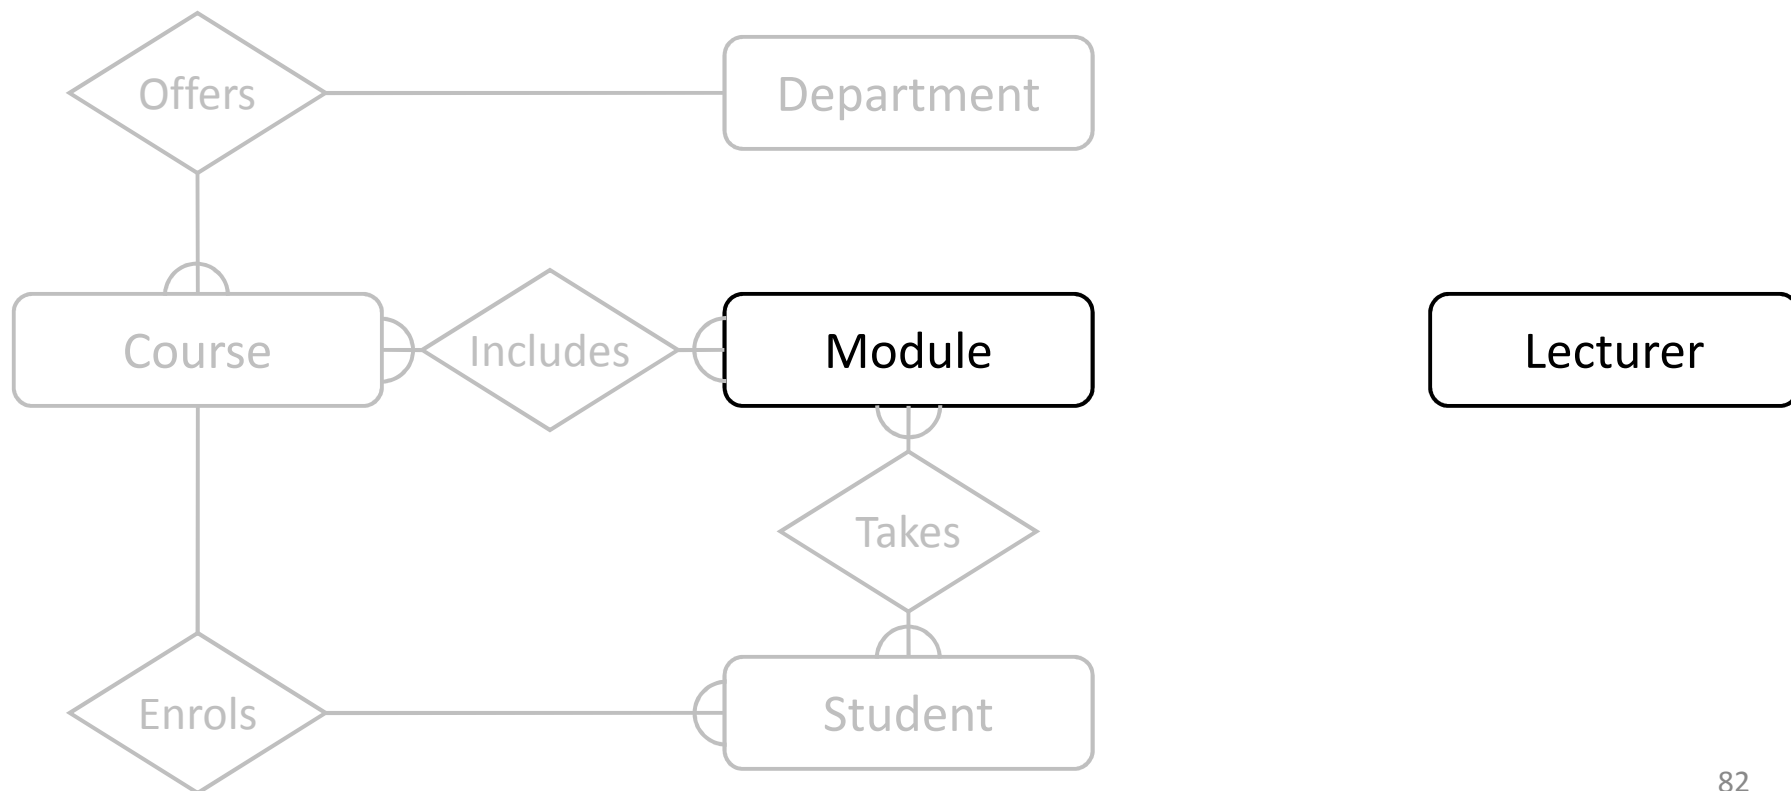 Offers
Department
Course
Includes
Module
Lecturer
Takes
Enrols
Student
82